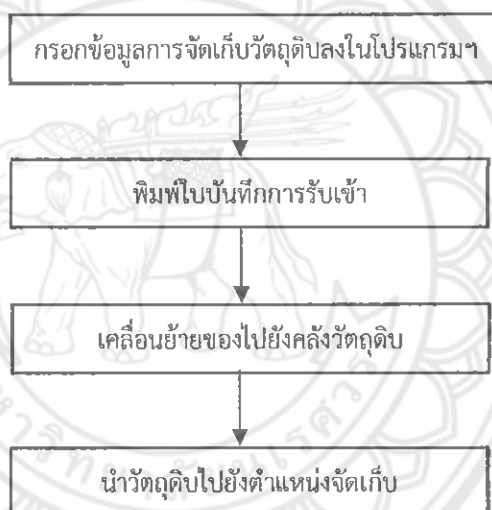 กรอกข้อมูลการจัดเก็บวัตถุดิบลงในโปรแกรมฯ
พิมพ์ใบบันทึกการรับเข้า
เคลื่อนย้ายของไปยังคลังวัตถุดิบ
นำวัตถุดิบไปยังตำแหน่งจัดเก็บ